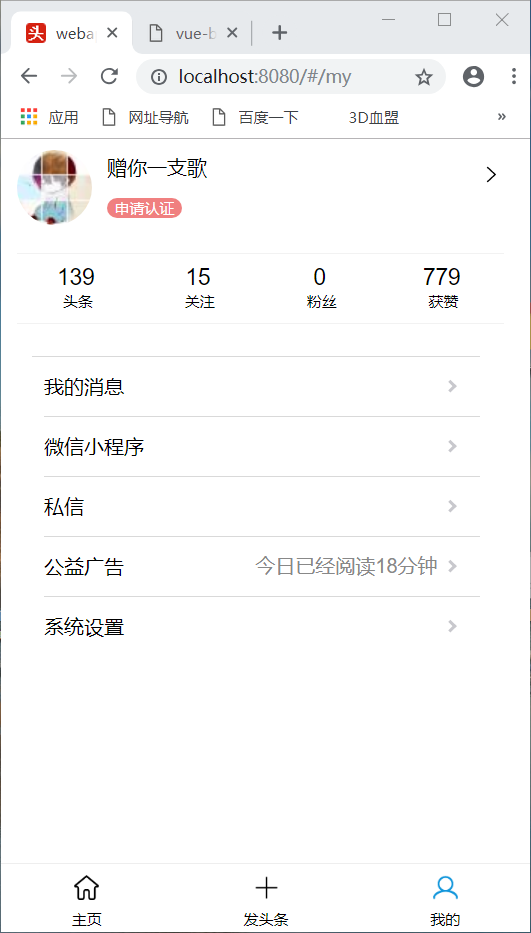 头 weba vue-b
localhost:8080/#/my
应用 网址导航 百度一下 3D血盟 »
赠你一支歌
申请认证
139 15 0 779
头条 关注 粉丝 获赞
我的消息
微信小程序
私信
公益广告 今日已经阅读18分钟
系统设置
主页 发头条 我的